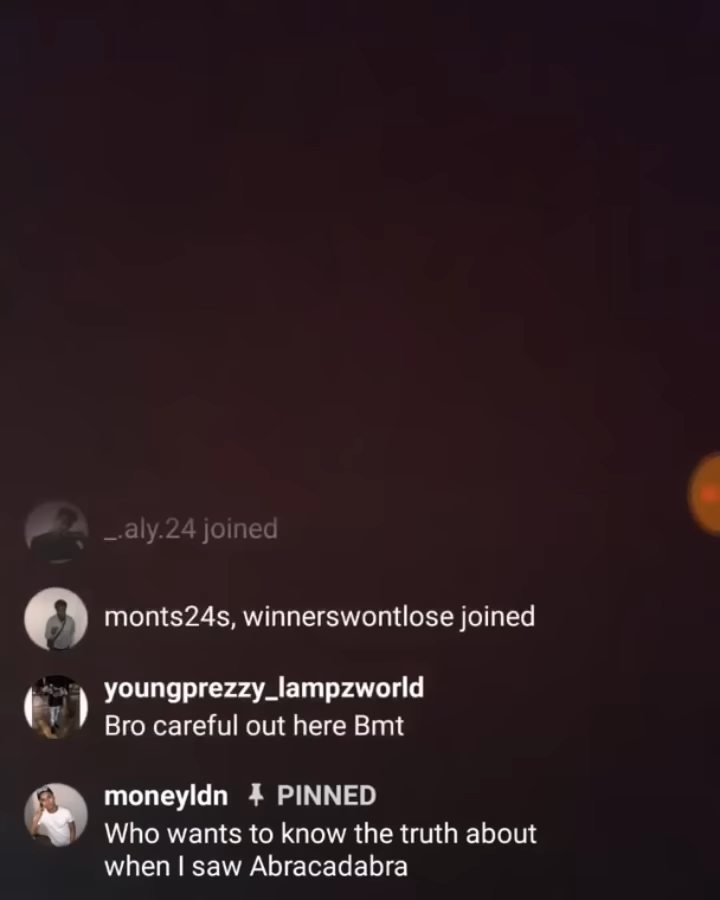 _.aly.24 joined
monts24s, winnerswontlose joined
youngprezzy_lampzworld
Bro careful out here Bmt
moneyldn PINNED
Who wants to know the truth about
when I saw Abracadabra